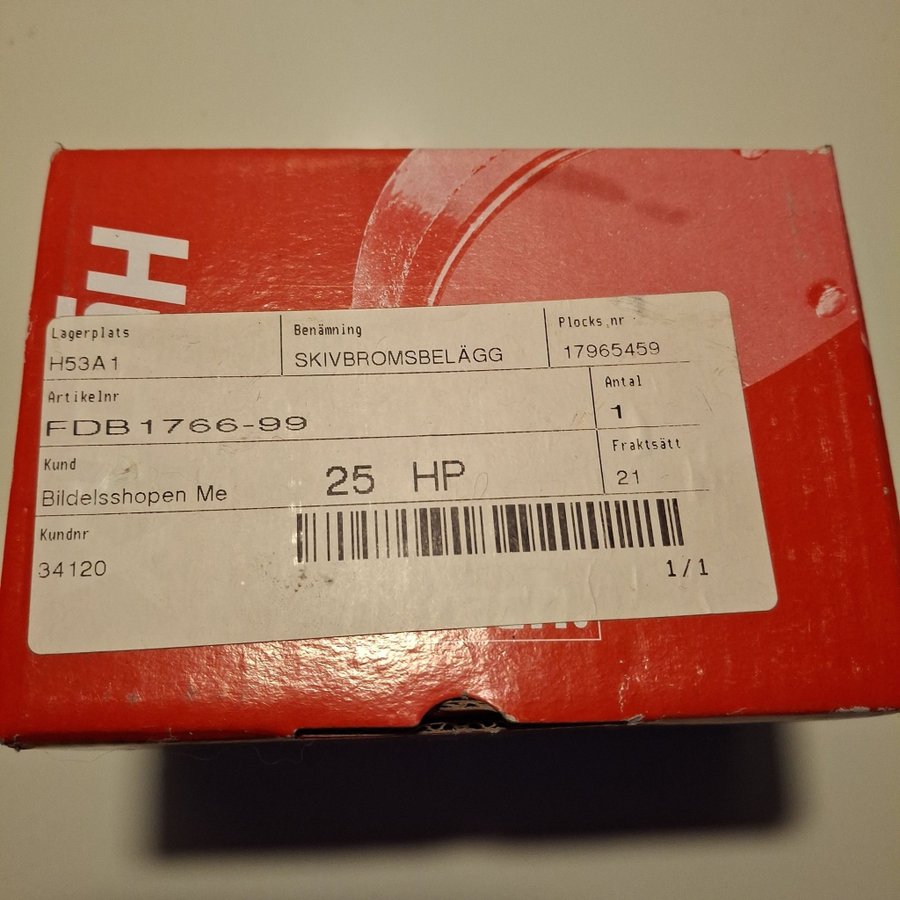 Lagerplats
H53A1
Benämning
SKIVBROMSBELÄGG
Plocks.nr
17965459
Artikelnr
FDB1766-99
Antal
1
Kund
Bildelsshopen Me
25 HP
Fraktsätt
21
Kundnr
34120
1/1